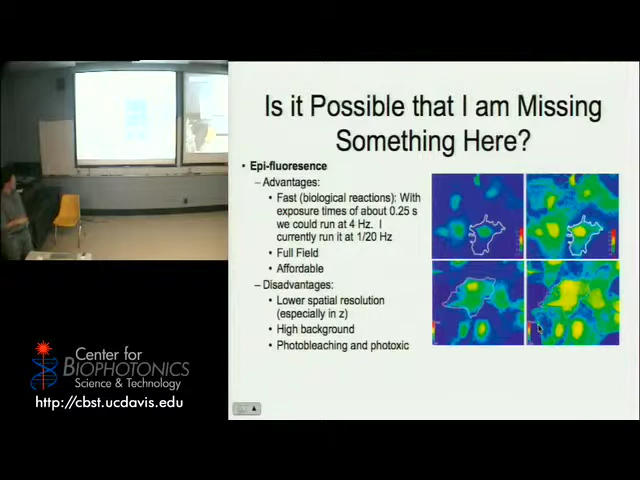 Is it Possible that I am Missing
Something Here?
• Epi-fluoresence
– Advantages:
• Fast (biological reactions): With
exposure times of about 0.25 s
we could run at 4 Hz. I
currently run it at 1/20 Hz
• Full Field
• Affordable
– Disadvantages:
• Lower spatial resolution
(especially in z)
• High background
• Photobleaching and photoxic
Center for
BIOPHOTONICS
Science & Technology
http://cbst.ucdavis.edu